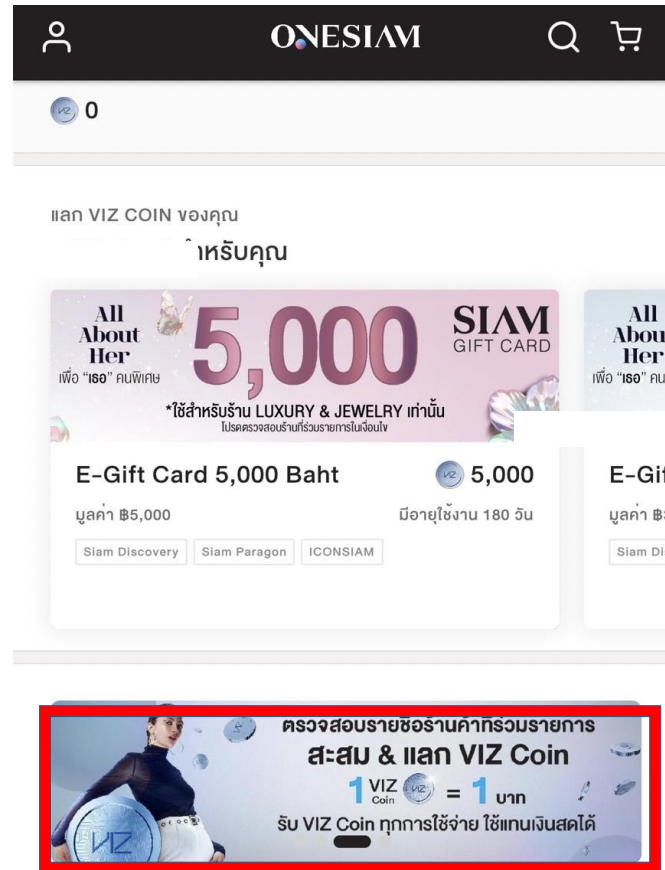 ONESIAM
VIZ 0
แลก VIZ COIN ของคุณ
สำหรับคุณ
All
About
Her
เพื่อ “เธอ” คนพิเศษ
5,000
SIAM
GIFT CARD
*ใช้สำหรับร้าน LUXURY & JEWELRY เท่านั้น
โปรดตรวจสอบร้านที่ร่วมรายการในเงื่อนไข
E-Gift Card 5,000 Baht
VIZ 5,000
มูลค่า ฿5,000
มีอายุใช้งาน 180 วัน
Siam Discovery
Siam Paragon
ICONSIAM
All
Her
E-Gif
มูลค่า ฿
Siam Di
ตรวจสอบรายชื่อร้านค้าที่ร่วมรายการ
สะสม & แลก VIZ Coin
1 VIZ Coin VIZ = 1 บาท
รับ VIZ Coin ทุกการใช้จ่าย ใช้แทนเงินสดได้
VIZ